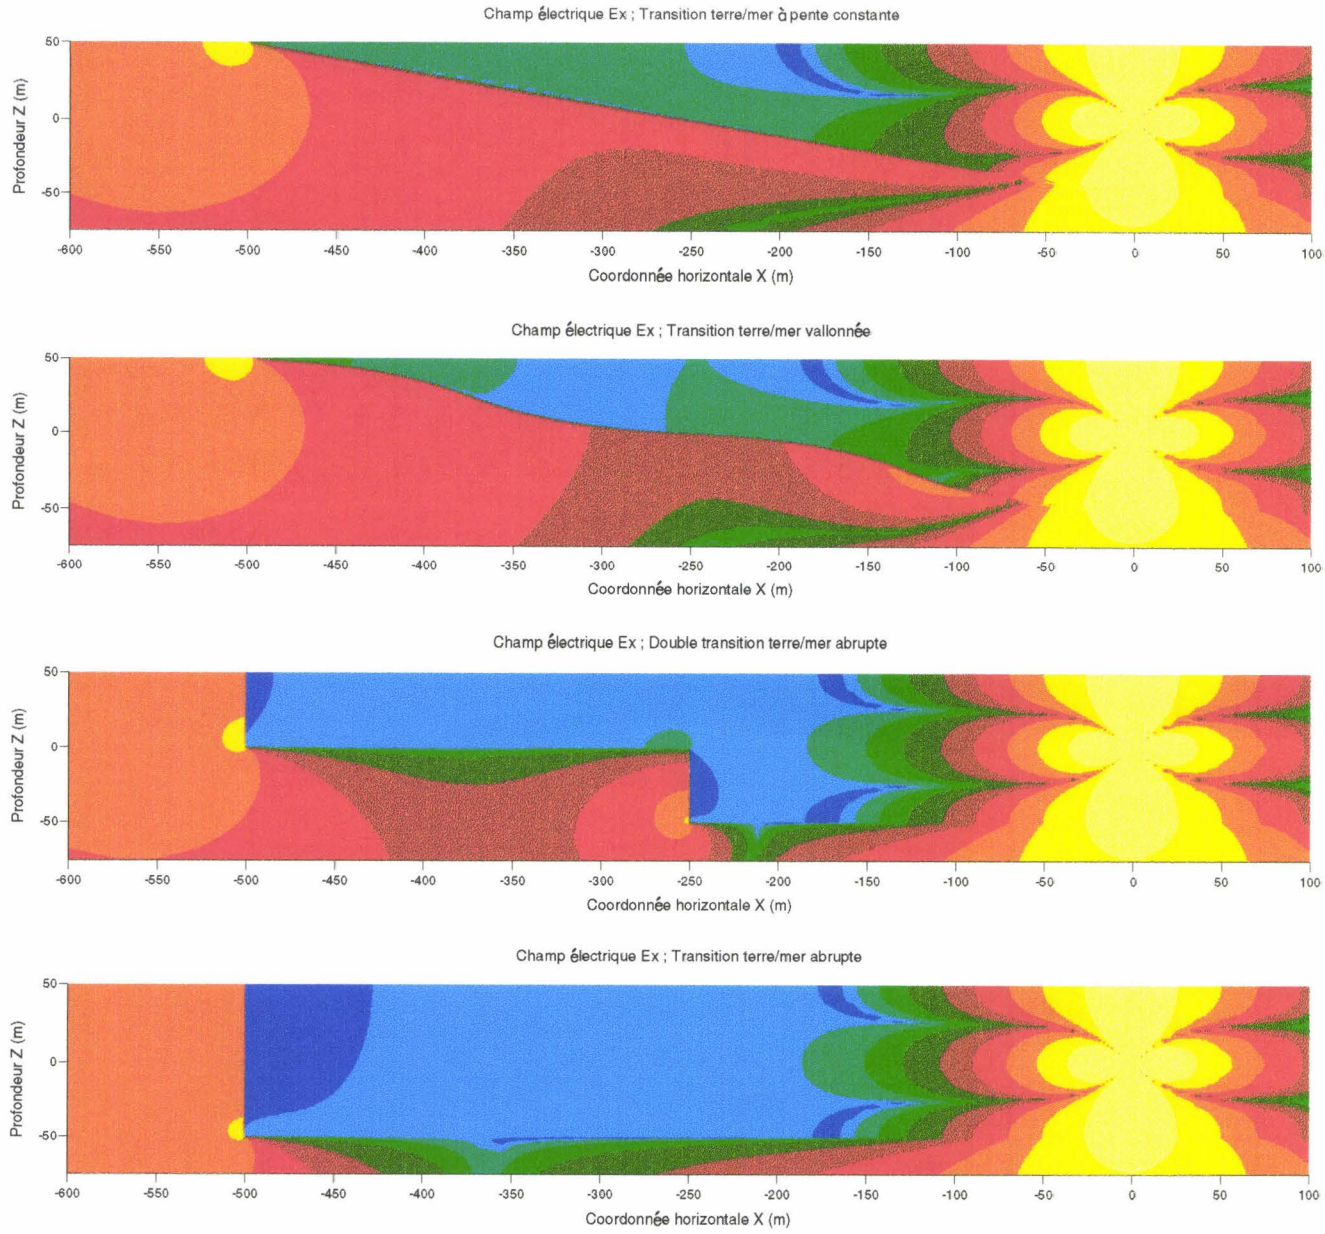 Champ électrique Ex ; Transition terre/mer à pente constante
50
0
-50
Profondeur Z (m)
-600 -550 -500 -450 -400 -350 -300 -250 -200 -150 -100 -50 0 50 100
Coordonnée horizontale X (m)
Champ électrique Ex ; Transition terre/mer vallonnée
50
0
-50
Profondeur Z (m)
-600 -550 -500 -450 -400 -350 -300 -250 -200 -150 -100 -50 0 50 100
Coordonnée horizontale X (m)
Champ électrique Ex ; Double transition terre/mer abrupte
50
0
-50
Profondeur Z (m)
-600 -550 -500 -450 -400 -350 -300 -250 -200 -150 -100 -50 0 50 100
Coordonnée horizontale X (m)
Champ électrique Ex ; Transition terre/mer abrupte
50
0
-50
Profondeur Z (m)
-600 -550 -500 -450 -400 -350 -300 -250 -200 -150 -100 -50 0 50 100
Coordonnée horizontale X (m)